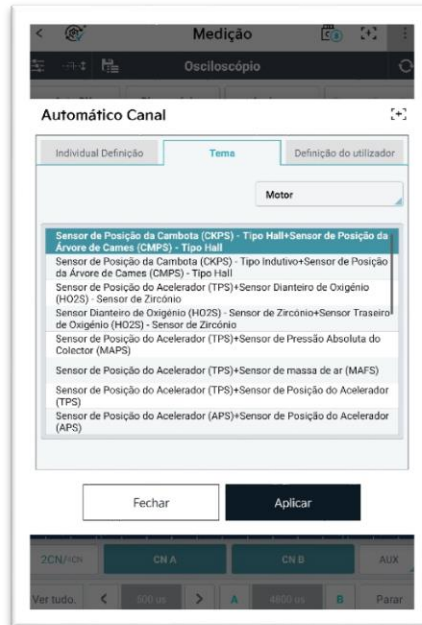 Medição
Osciloscópio
Automático Canal
Individual Definição
Tema
Definição do utilizador
Motor
Sensor de Posição da Cambota (CKPS) - Tipo Hall+Sensor de Posição da
Árvore de Cames (CMPS) - Tipo Hall
Sensor de Posição da Cambota (CKPS) - Tipo Indutivo+Sensor de Posição
da Árvore de Cames (CMPS) - Tipo Hall
Sensor de Posição do Acelerador (TPS)+Sensor Dianteiro de Oxigénio
(HO2S) - Sensor de Zircónio
Sensor Dianteiro de Oxigénio (HO2S) - Sensor de Zircónio+Sensor Traseiro
de Oxigénio (HO2S) - Sensor de Zircónio
Sensor de Posição do Acelerador (TPS)+Sensor de Pressão Absoluta do
Colector (MAPS)
Sensor de Posição do Acelerador (TPS)+Sensor de massa de ar (MAFS)
Sensor de Posição do Acelerador (TPS)+Sensor de Posição do Acelerador
(TPS)
Sensor de Posição do Acelerador (APS)+Sensor de Posição do Acelerador
(APS)
Fechar
Aplicar
2CN/4CN
CN A
CN B
AUX
Ver tudo.
500 us
A
4800 us
B
Parar